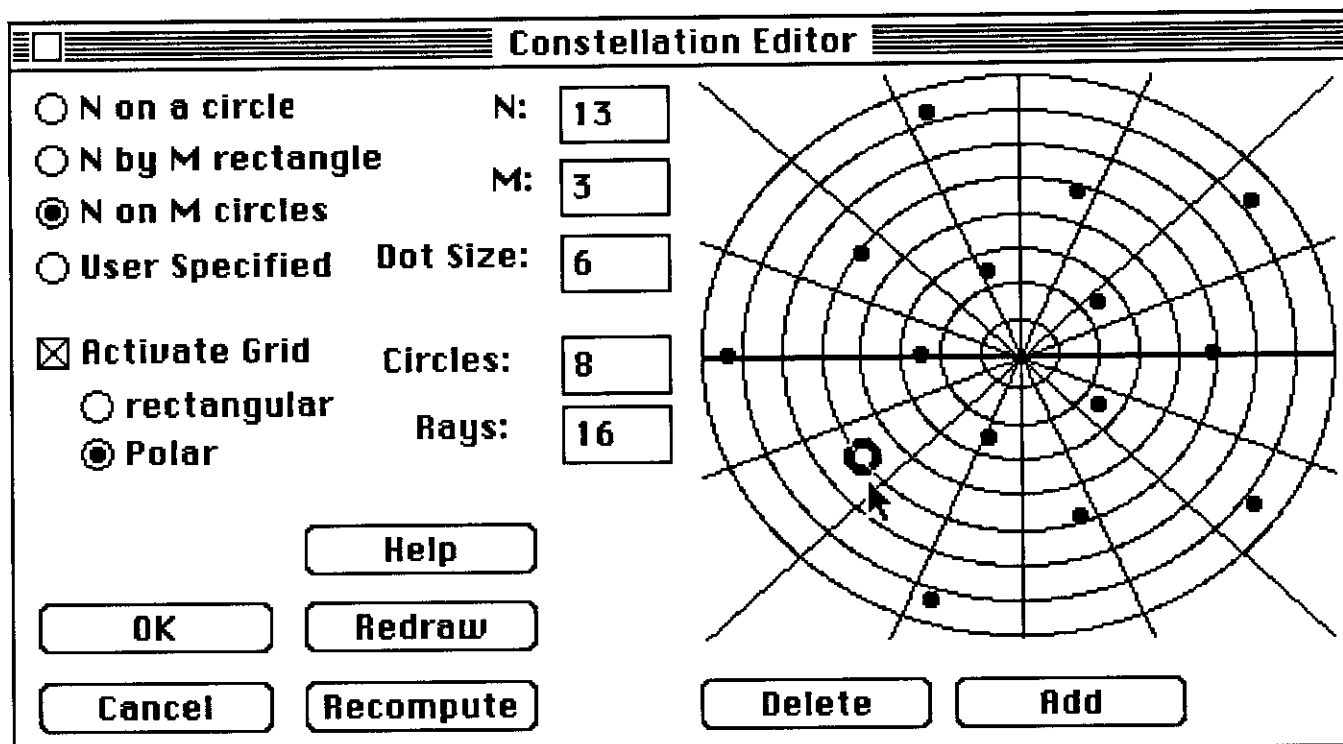 Constellation Editor
N on a circle
N: 13
N by M rectangle
M: 3
N on M circles
User Specified
Dot Size: 6
Activate Grid
Circles: 8
rectangular
Rays: 16
Polar
Help
OK
Redraw
Cancel
Recompute
Delete
Add